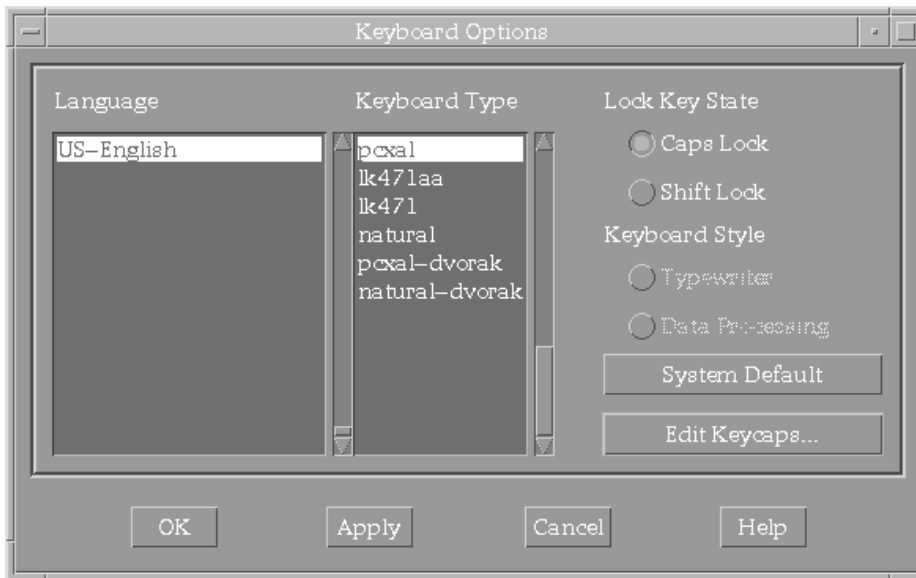 Keyboard Options
Language
US–English
Keyboard Type
pcxal
lk471aa
lk471
natural
pcxal–dvorak
natural–dvorak
Lock Key State
Caps Lock
Shift Lock
Keyboard Style
Typewriter
Data Processing
System Default
Edit Keycaps...
OK
Apply
Cancel
Help